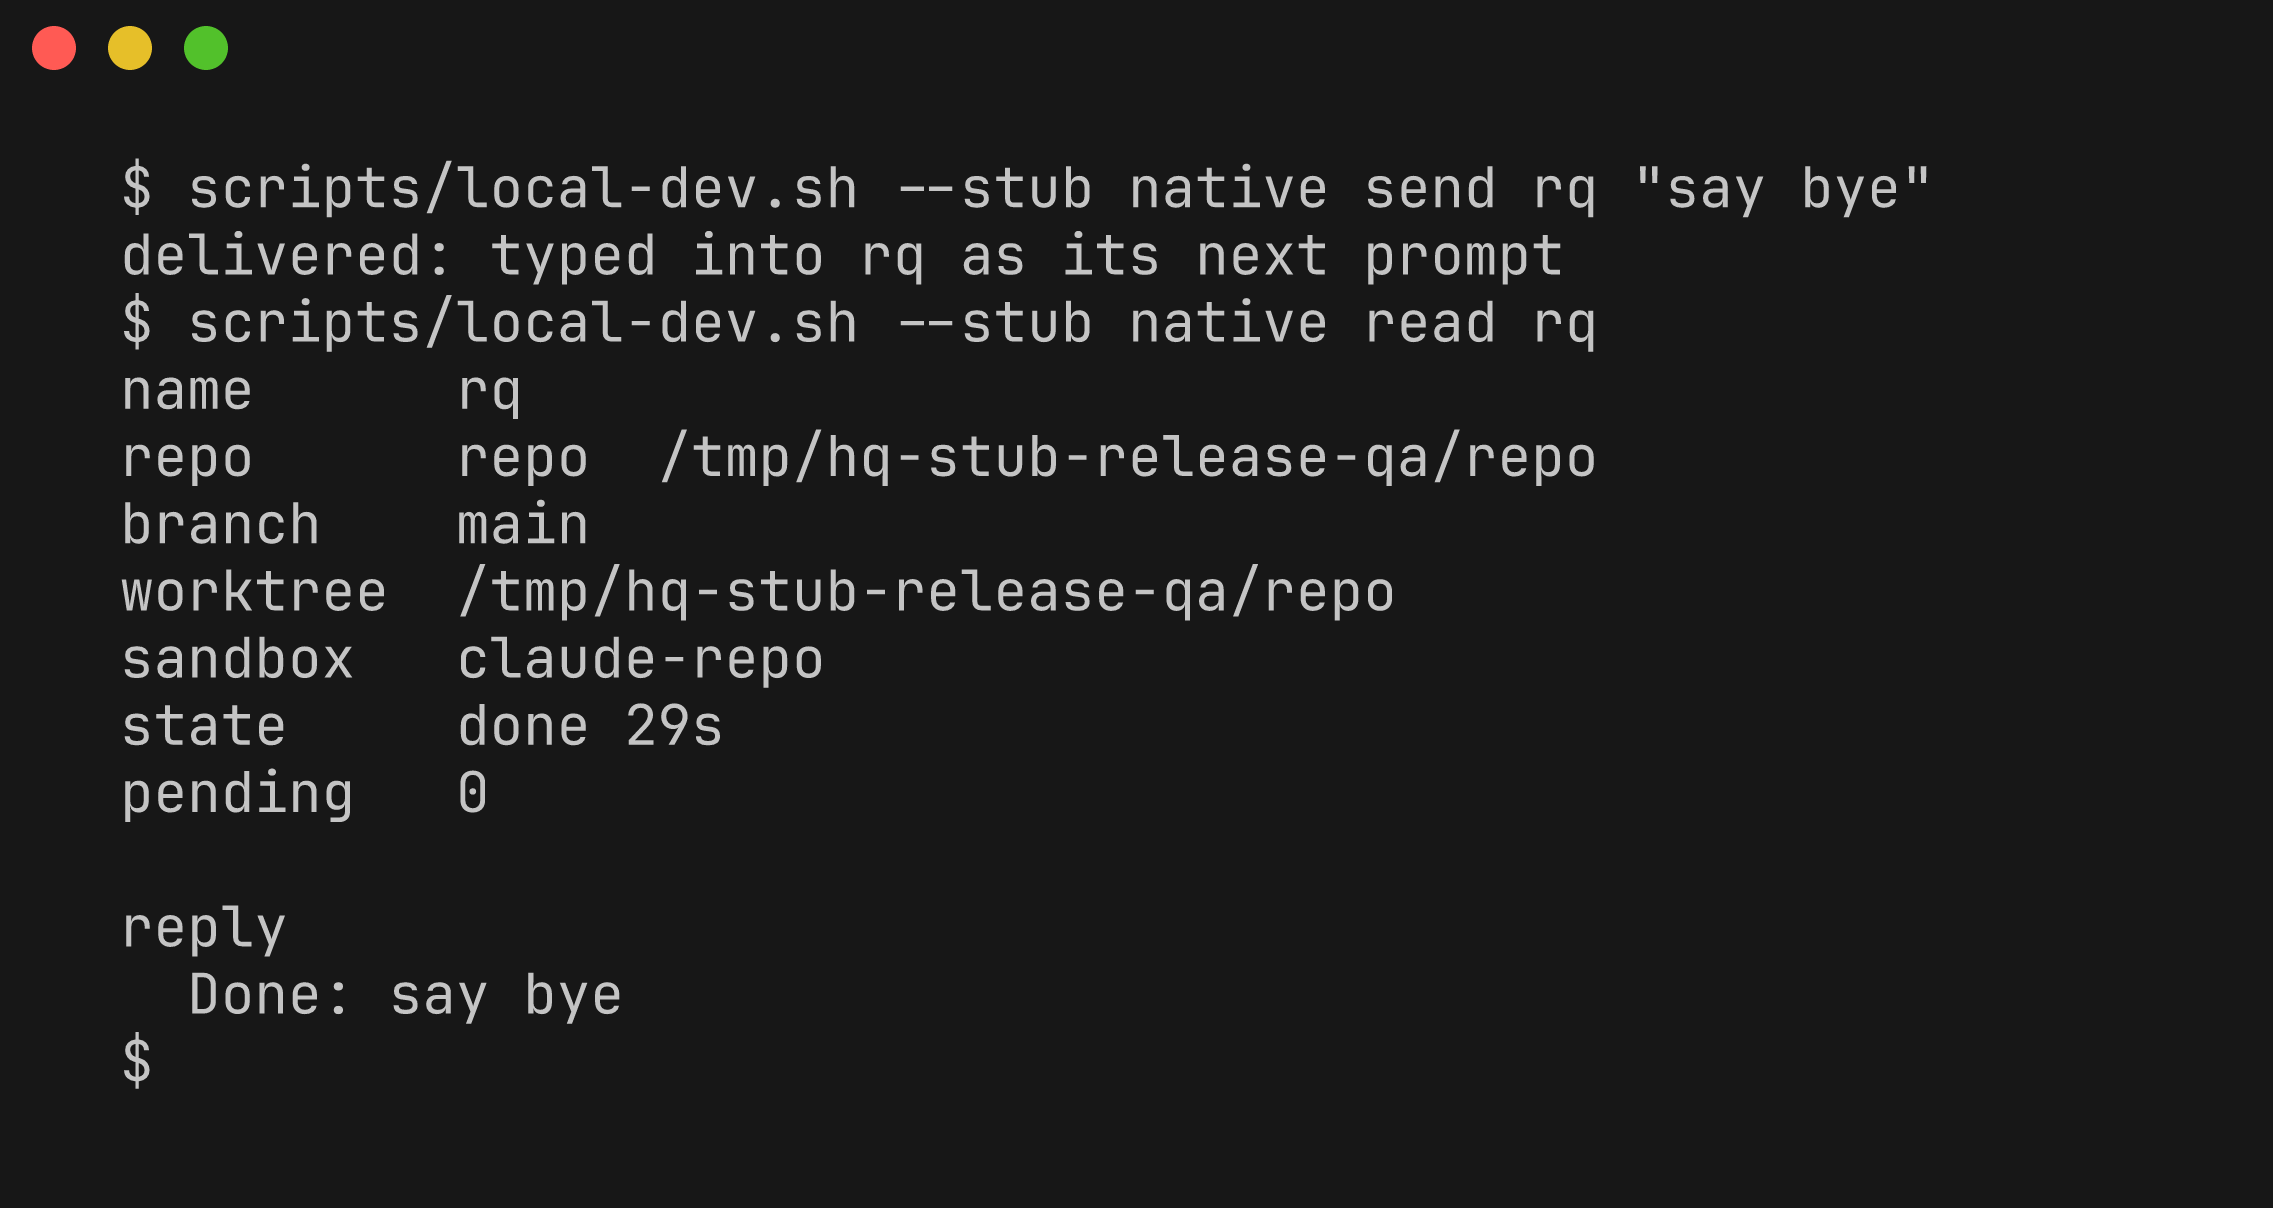 $ scripts/local-dev.sh --stub native send rq "say bye"
delivered: typed into rq as its next prompt
$ scripts/local-dev.sh --stub native read rq
name      rq
repo      repo  /tmp/hq-stub-release-qa/repo
branch    main
worktree  /tmp/hq-stub-release-qa/repo
sandbox   claude-repo
state     done 29s
pending   0

reply
  Done: say bye
$